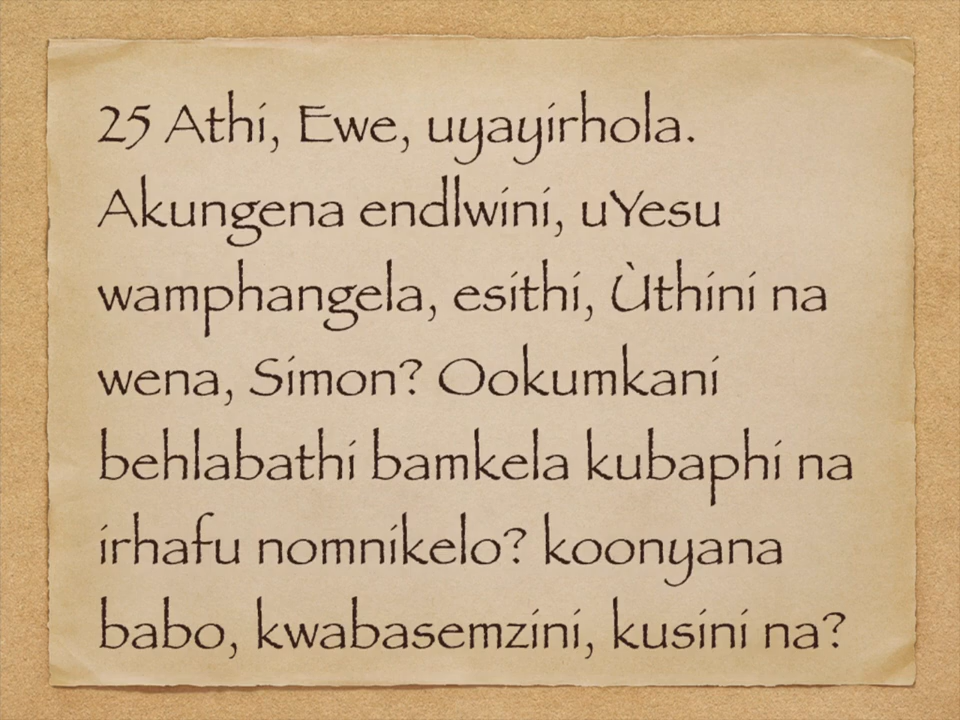 25 Athi, Ewe, uyayirhola.
Akungena endlwini, uYesu
wamphangela, esithi, Ùthini na
wena, Simon? Ookumkani
behlabathi bamkela kubaphi na
irhafu nomnikelo? koonyana
babo, kwabasemzini, kusini na?